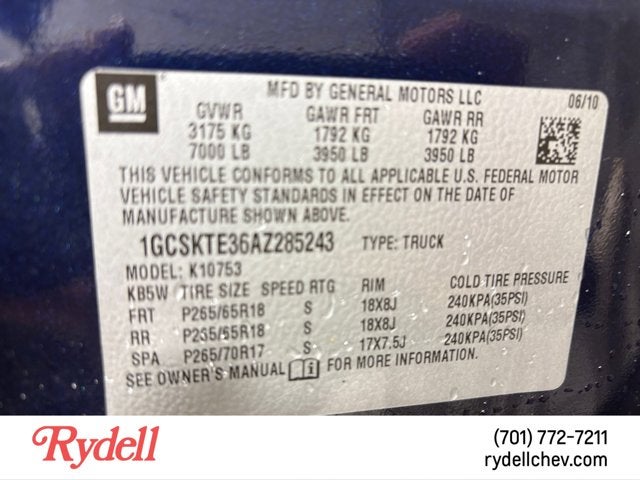 GM
MFD BY GENERAL MOTORS LLC
06/10
GVWR GAWR FRT GAWR RR
3175 KG 1792 KG 1792 KG
7000 LB 3950 LB 3950 LB
THIS VEHICLE CONFORMS TO ALL APPLICABLE U.S. FEDERAL MOTOR
VEHICLE SAFETY STANDARDS IN EFFECT ON THE DATE OF
MANUFACTURE SHOWN ABOVE.
1GCSKTE36AZ285243 TYPE: TRUCK
MODEL: K10753
KB5W TIRE SIZE SPEED RTG RIM COLD TIRE PRESSURE
FRT P265/65R18 S 18X8J 240KPA(35PSI)
RR P265/65R18 S 18X8J 240KPA(35PSI)
SPA P265/70R17 S 17X7.5J 240KPA(35PSI)
SEE OWNER'S MANUAL FOR MORE INFORMATION.
Rydell
(701) 772-7211
rydellchev.com